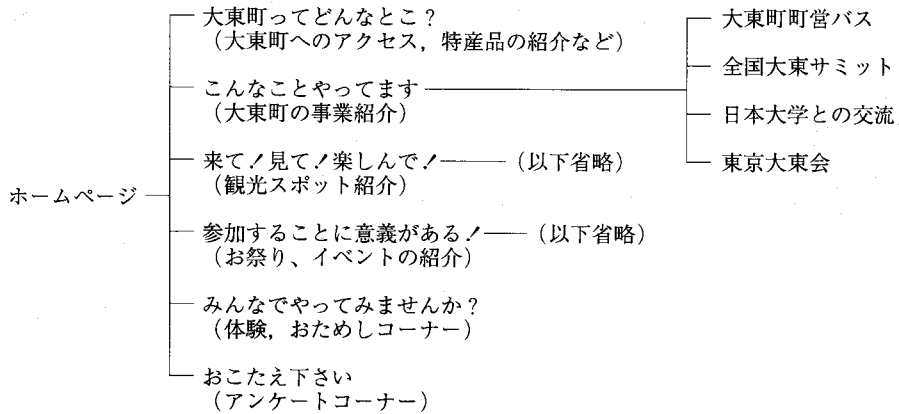 ホームページ
大東町ってどんなとこ?
(大東町へのアクセス,特産品の紹介など)
こんなことやってます
(大東町の事業紹介)
大東町町営バス
全国大東サミット
日本大学との交流
東京大東会
来て!見て!楽しんで! (以下省略)
(観光スポット紹介)
参加することに意義がある! (以下省略)
(お祭り、イベントの紹介)
みんなでやってみませんか?
(体験,おためしコーナー)
おこたえ下さい
(アンケートコーナー)